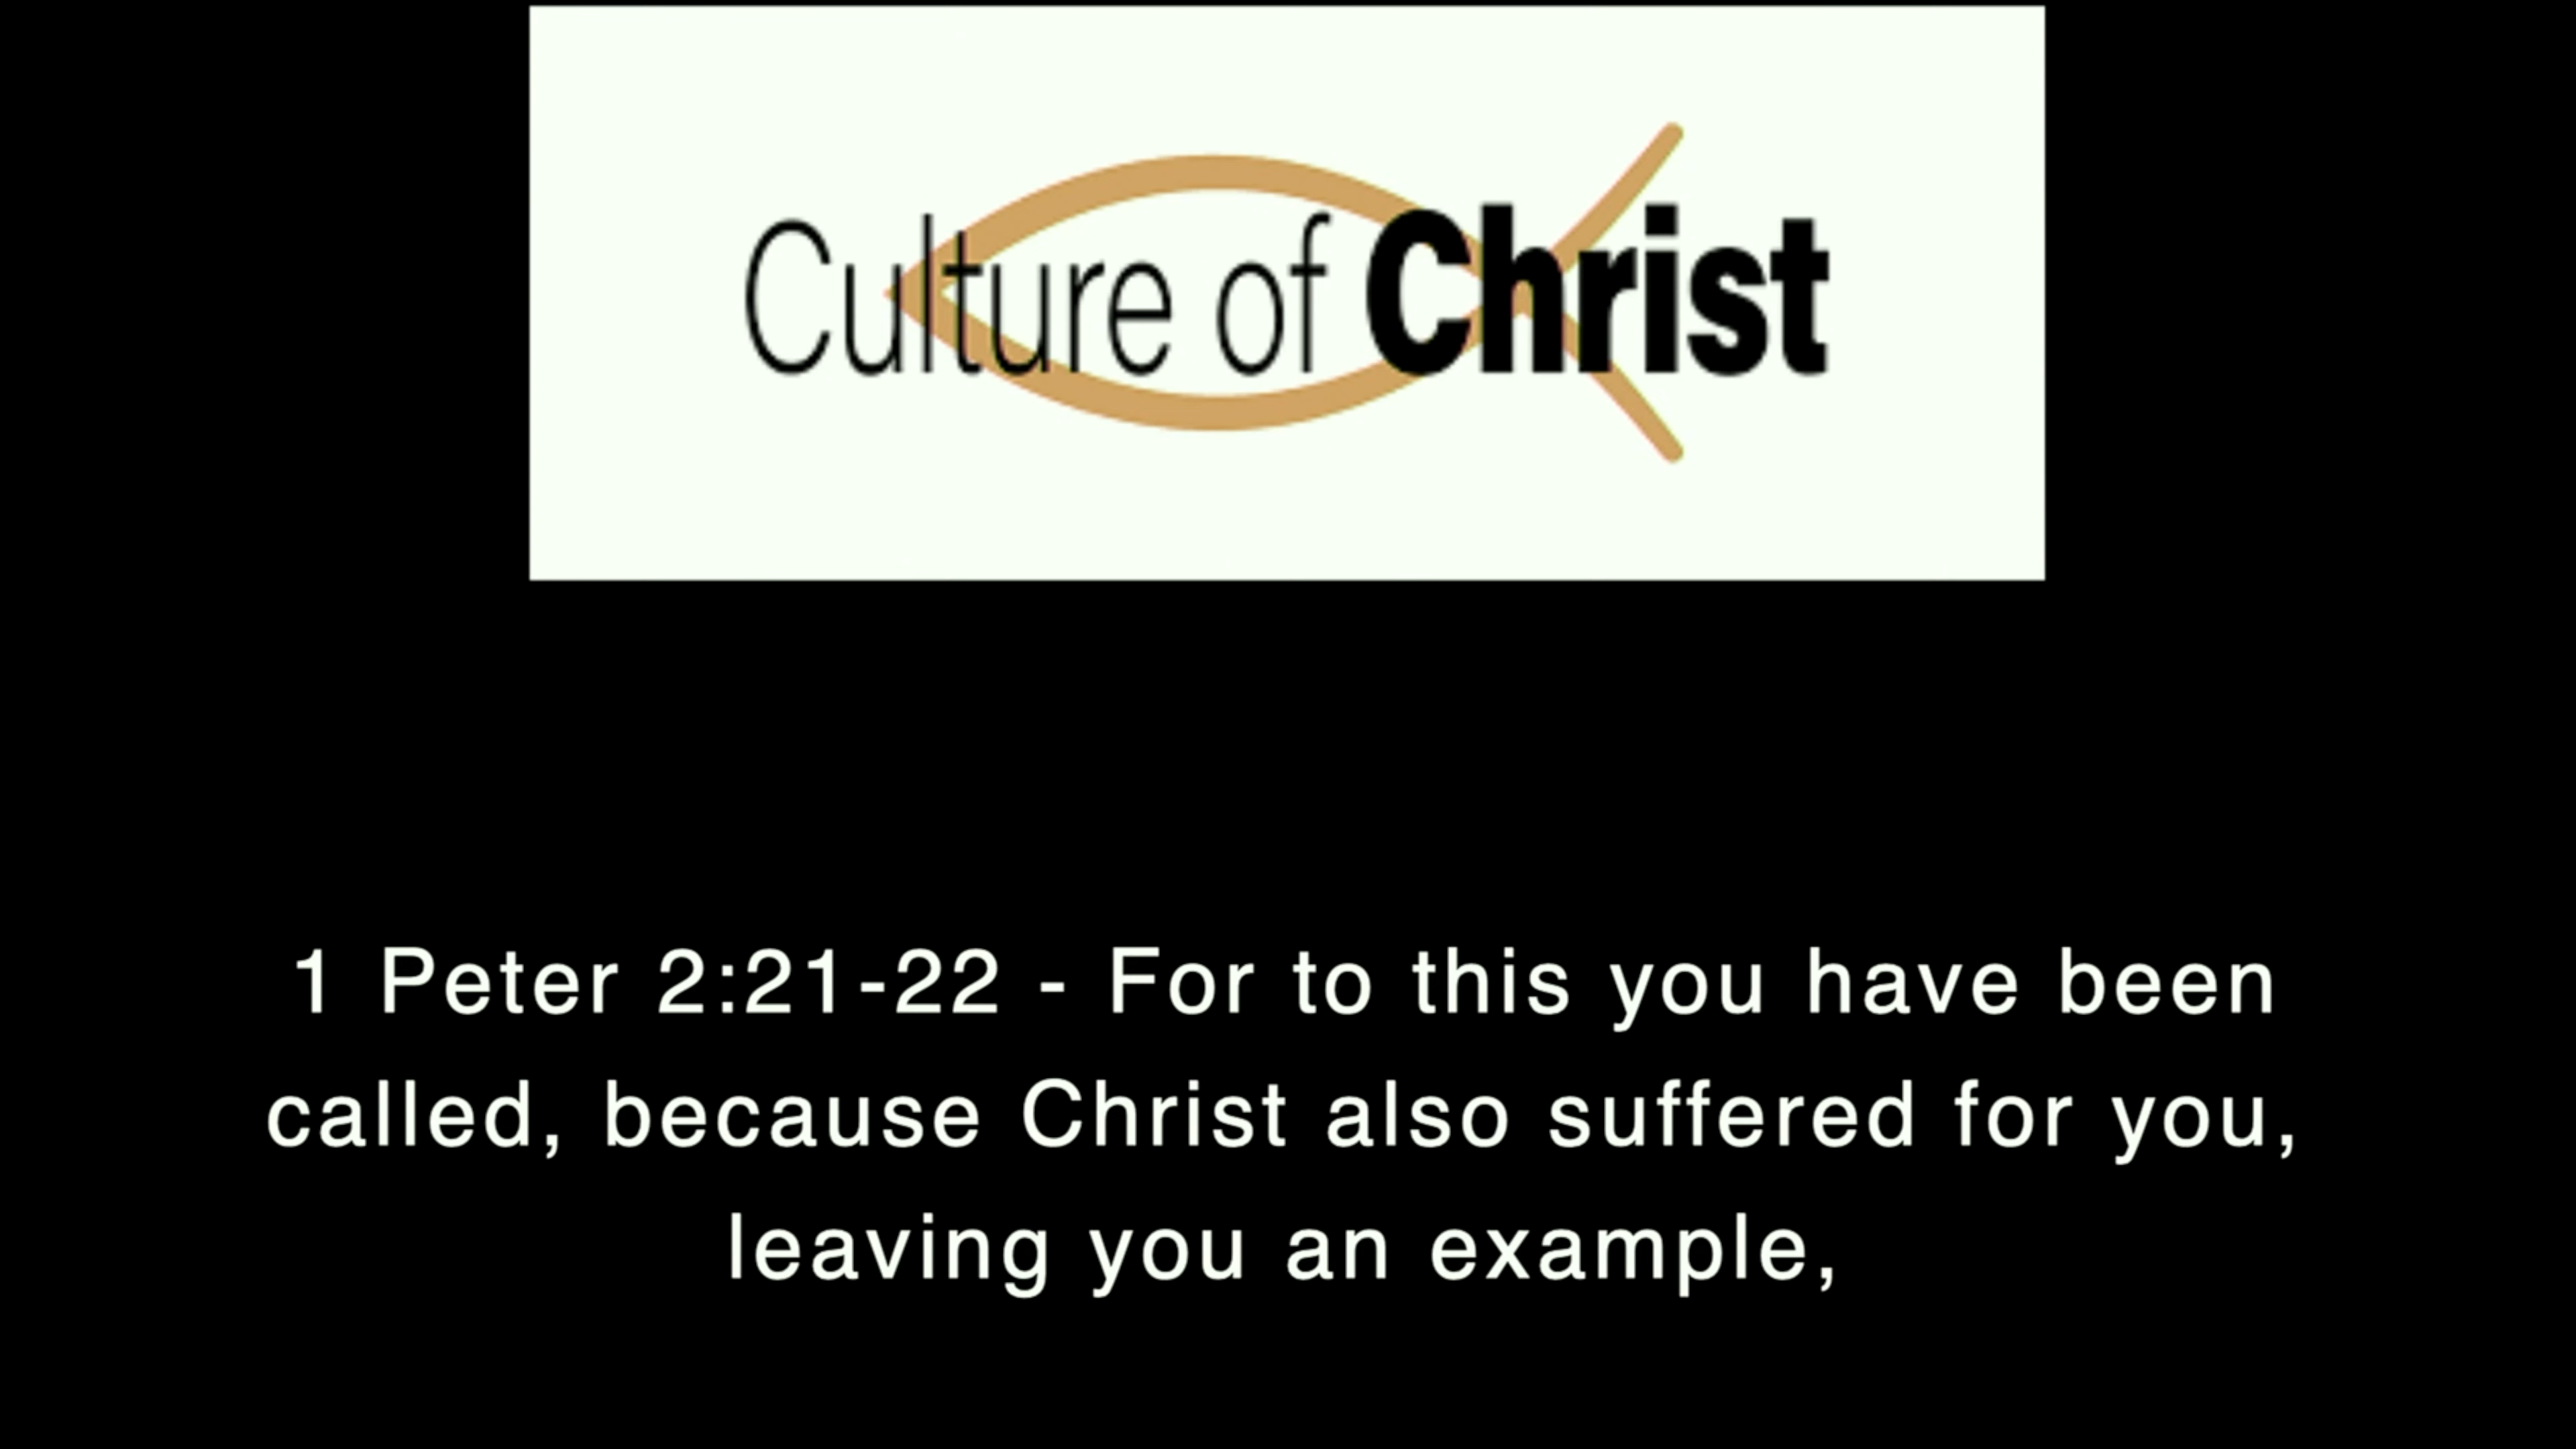 Culture of Christ
1 Peter 2:21-22 - For to this you have been
called, because Christ also suffered for you,
leaving you an example,